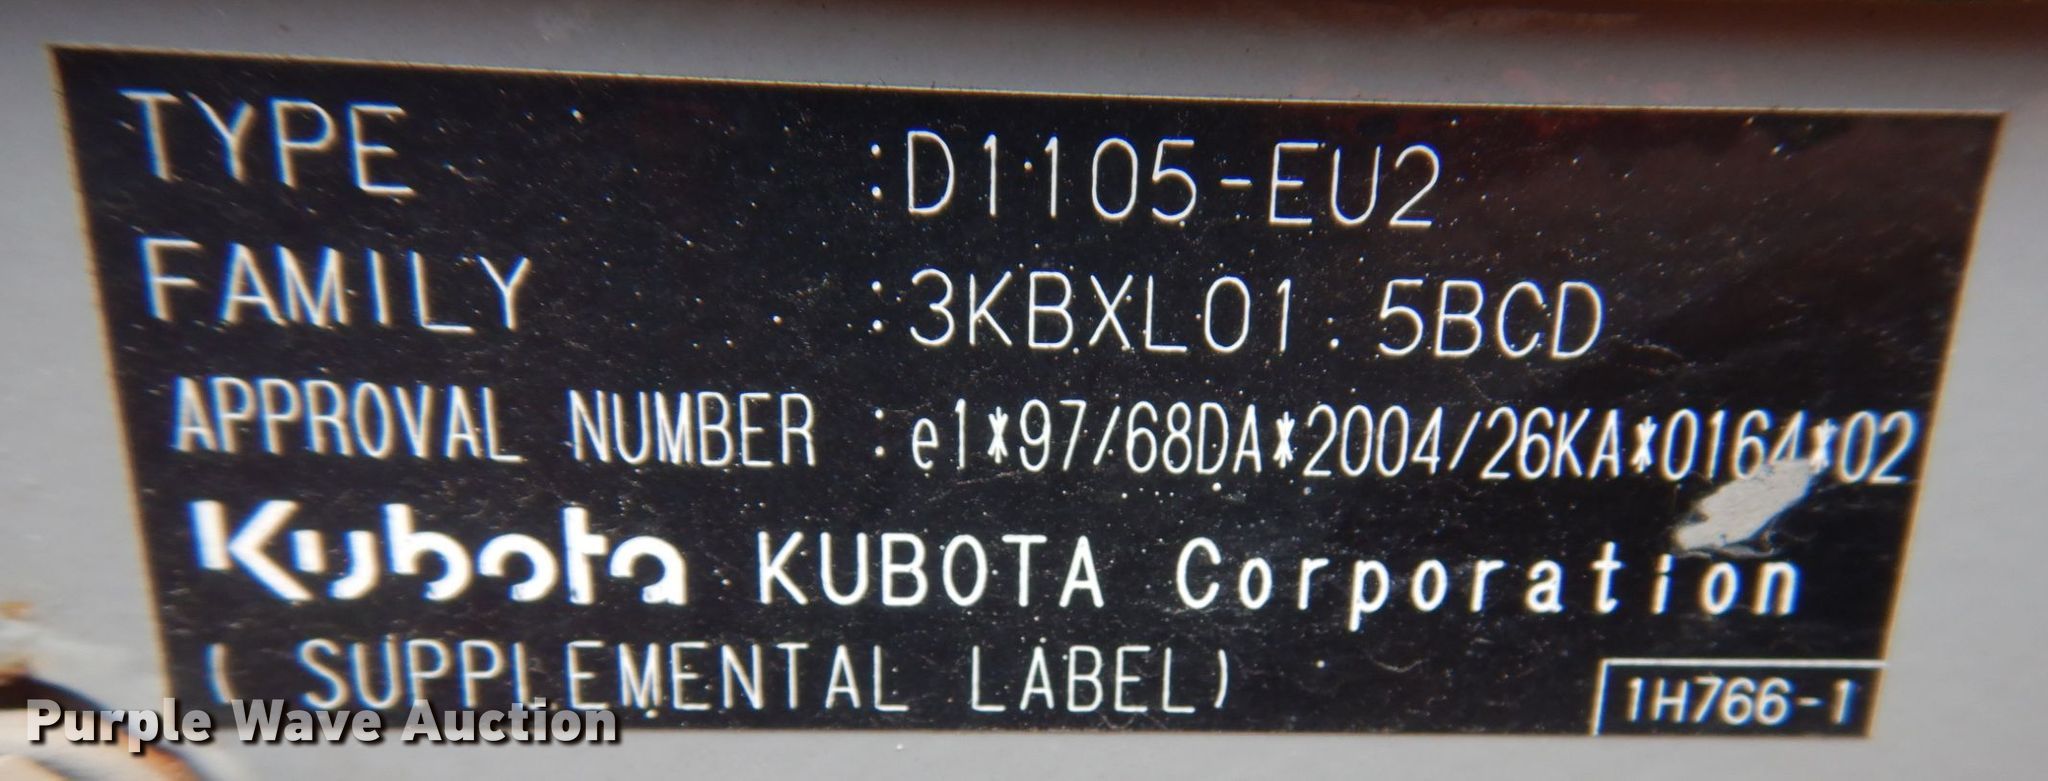 TYPE :D1105-EU2
FAMILY :3KBXL01.5BCD
APPROVAL NUMBER :e1*97/68DA*2004/26KA*0164*02
Kubota KUBOTA Corporation
(SUPPLEMENTAL LABEL)
1H766-1
Purple Wave Auction